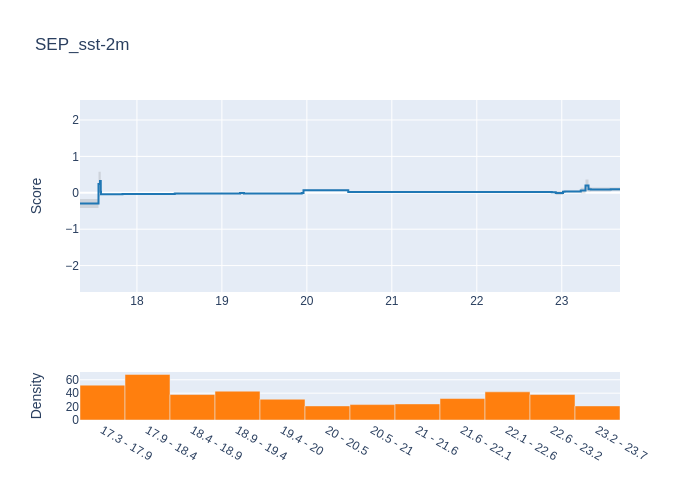 SEP_sst-2m
Score
2
1
0
−1
−2
18 19 20 21 22 23
Density
60
40
20
0
17.3 - 17.9
17.9 - 18.4
18.4 - 18.9
18.9 - 19.4
19.4 - 20
20 - 20.5
20.5 - 21
21 - 21.6
21.6 - 22.1
22.1 - 22.6
22.6 - 23.2
23.2 - 23.7